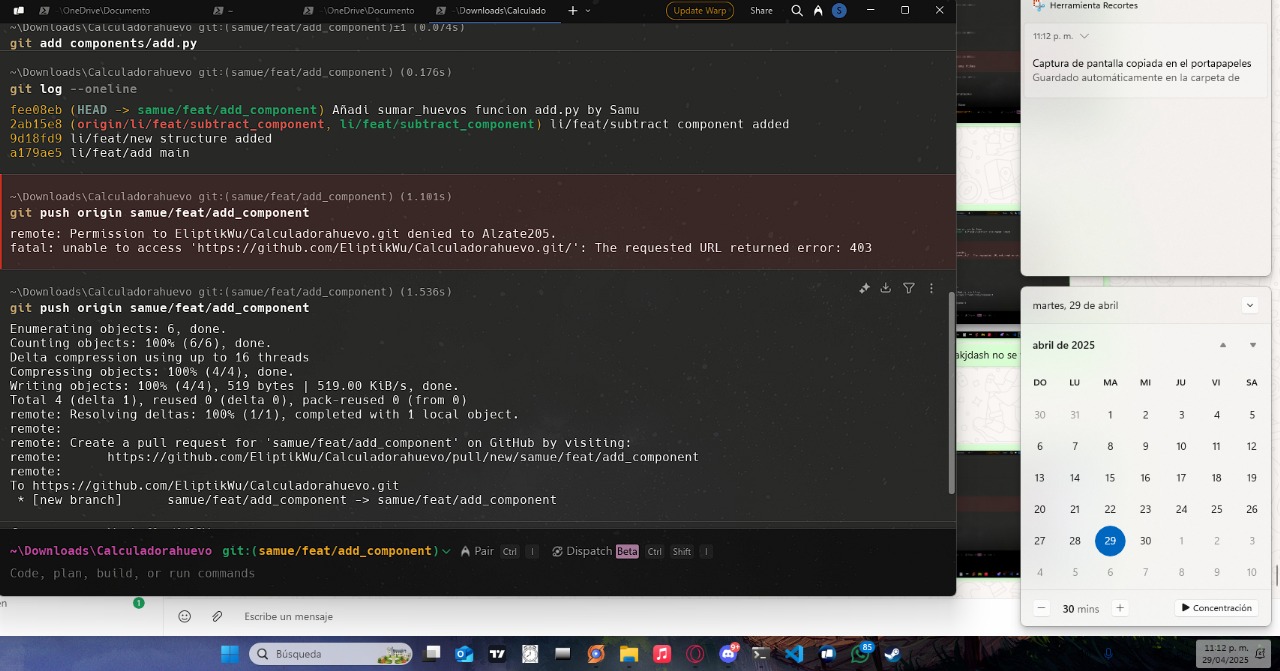 ~\OneDrive\Documento
~
~\OneDrive\Documento
~\Downloads\Calculado
Update Warp
Share
S
~\Downloads\Calculadorahuevo git:(samue/feat/add_component)±1 (0.074s)
git add components/add.py
~\Downloads\Calculadorahuevo git:(samue/feat/add_component) (0.176s)
git log --oneline
fee08eb (HEAD -> samue/feat/add_component) Añadi sumar_huevos funcion add.py by Samu
2ab15e8 (origin/li/feat/subtract_component, li/feat/subtract_component) li/feat/subtract component added
9d18fd9 li/feat/new structure added
a179ae5 li/feat/add main
~\Downloads\Calculadorahuevo git:(samue/feat/add_component) (1.101s)
git push origin samue/feat/add_component
remote: Permission to EliptikWu/Calculadorahuevo.git denied to Alzate205.
fatal: unable to access 'https://github.com/EliptikWu/Calculadorahuevo.git/': The requested URL returned error: 403
~\Downloads\Calculadorahuevo git:(samue/feat/add_component) (1.536s)
git push origin samue/feat/add_component
Enumerating objects: 6, done.
Counting objects: 100% (6/6), done.
Delta compression using up to 16 threads
Compressing objects: 100% (4/4), done.
Writing objects: 100% (4/4), 519 bytes | 519.00 KiB/s, done.
Total 4 (delta 1), reused 0 (delta 0), pack-reused 0 (from 0)
remote: Resolving deltas: 100% (1/1), completed with 1 local object.
remote:
remote: Create a pull request for 'samue/feat/add_component' on GitHub by visiting:
remote:      https://github.com/EliptikWu/Calculadorahuevo/pull/new/samue/feat/add_component
remote:
To https://github.com/EliptikWu/Calculadorahuevo.git
 * [new branch]      samue/feat/add_component -> samue/feat/add_component
~\Downloads\Calculadorahuevo git:(samue/feat/add_component) Pair Ctrl I Dispatch Beta Ctrl Shift I
Code, plan, build, or run commands
en
1
Escribe un mensaje
akjdash no se
Herramienta Recortes
11:12 p. m.
Captura de pantalla copiada en el portapapeles
Guardado automáticamente en la carpeta de
martes, 29 de abril
abril de 2025
DO LU MA MI JU VI SA
30 31 1 2 3 4 5
6 7 8 9 10 11 12
13 14 15 16 17 18 19
20 21 22 23 24 25 26
27 28 29 30 1 2 3
4 5 6 7 8 9 10
30 mins
Concentración
Búsqueda
9+
85
11:12 p. m.
29/04/2025